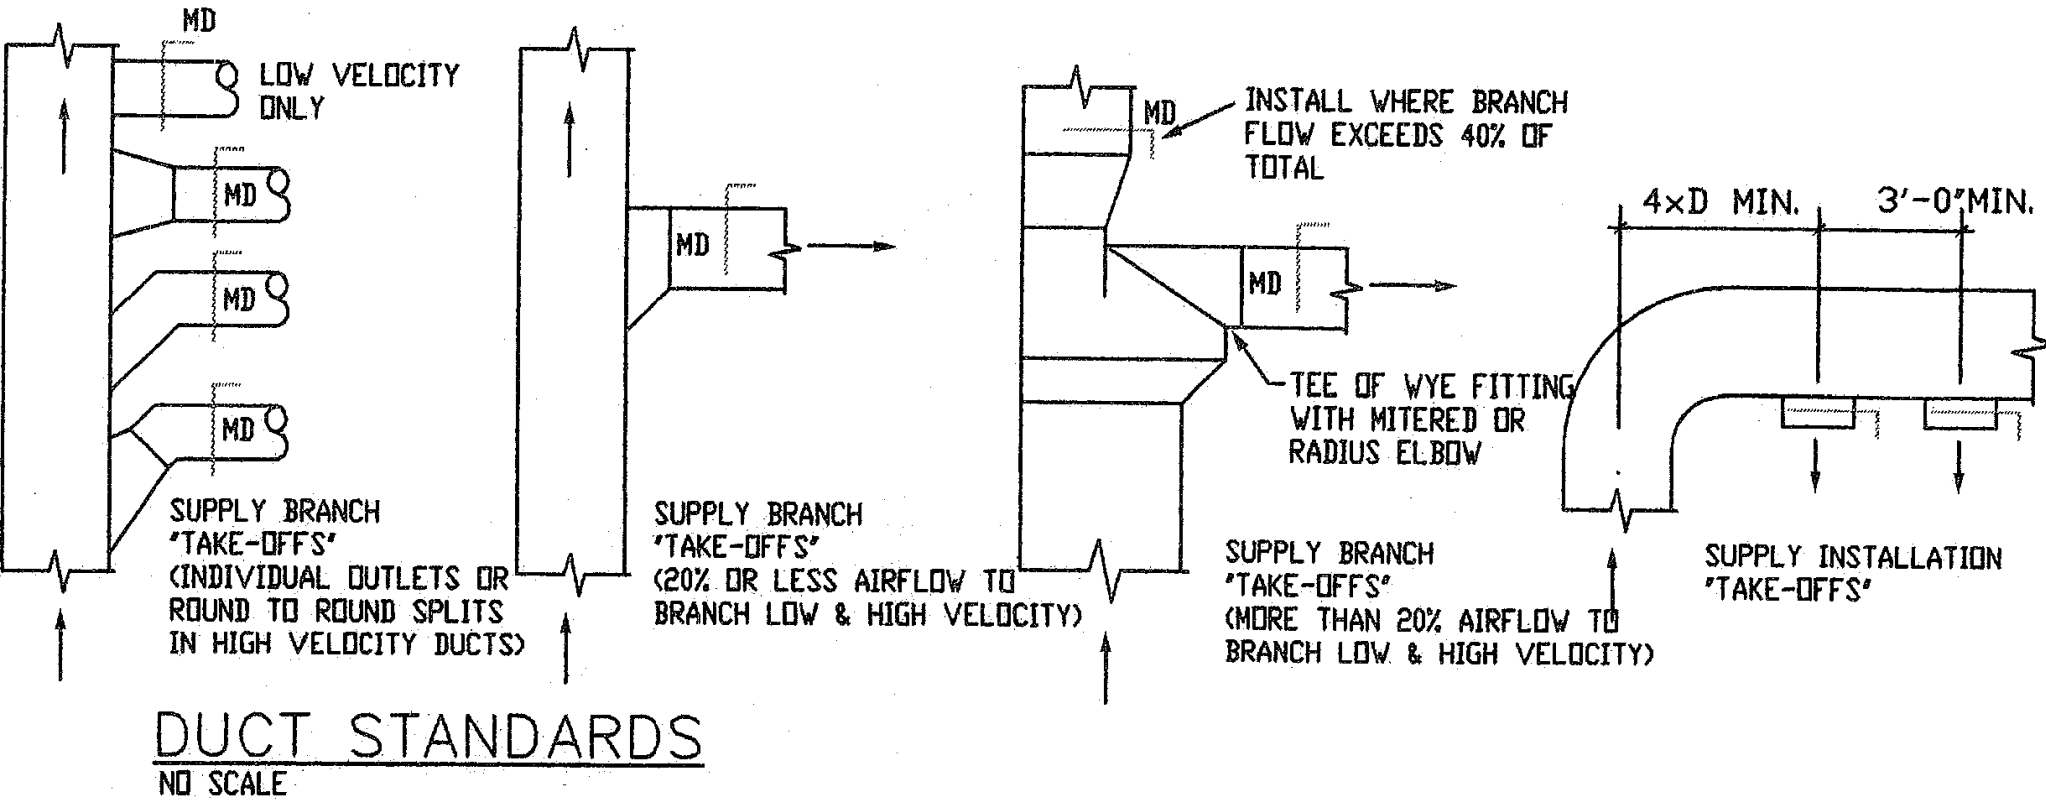 MD
LOW VELOCITY
ONLY
MD
MD
MD
SUPPLY BRANCH
"TAKE-OFFS"
(INDIVIDUAL OUTLETS OR
ROUND TO ROUND SPLITS
IN HIGH VELOCITY DUCTS)
MD
SUPPLY BRANCH
"TAKE-OFFS"
(20% OR LESS AIRFLOW TO
BRANCH LOW & HIGH VELOCITY)
MD
INSTALL WHERE BRANCH
FLOW EXCEEDS 40% OF
TOTAL
MD
TEE OF WYE FITTING
WITH MITERED OR
RADIUS ELBOW
SUPPLY BRANCH
"TAKE-OFFS"
(MORE THAN 20% AIRFLOW TO
BRANCH LOW & HIGH VELOCITY)
4xD MIN.
3'-0"MIN.
SUPPLY INSTALLATION
"TAKE-OFFS"
DUCT STANDARDS
NO SCALE